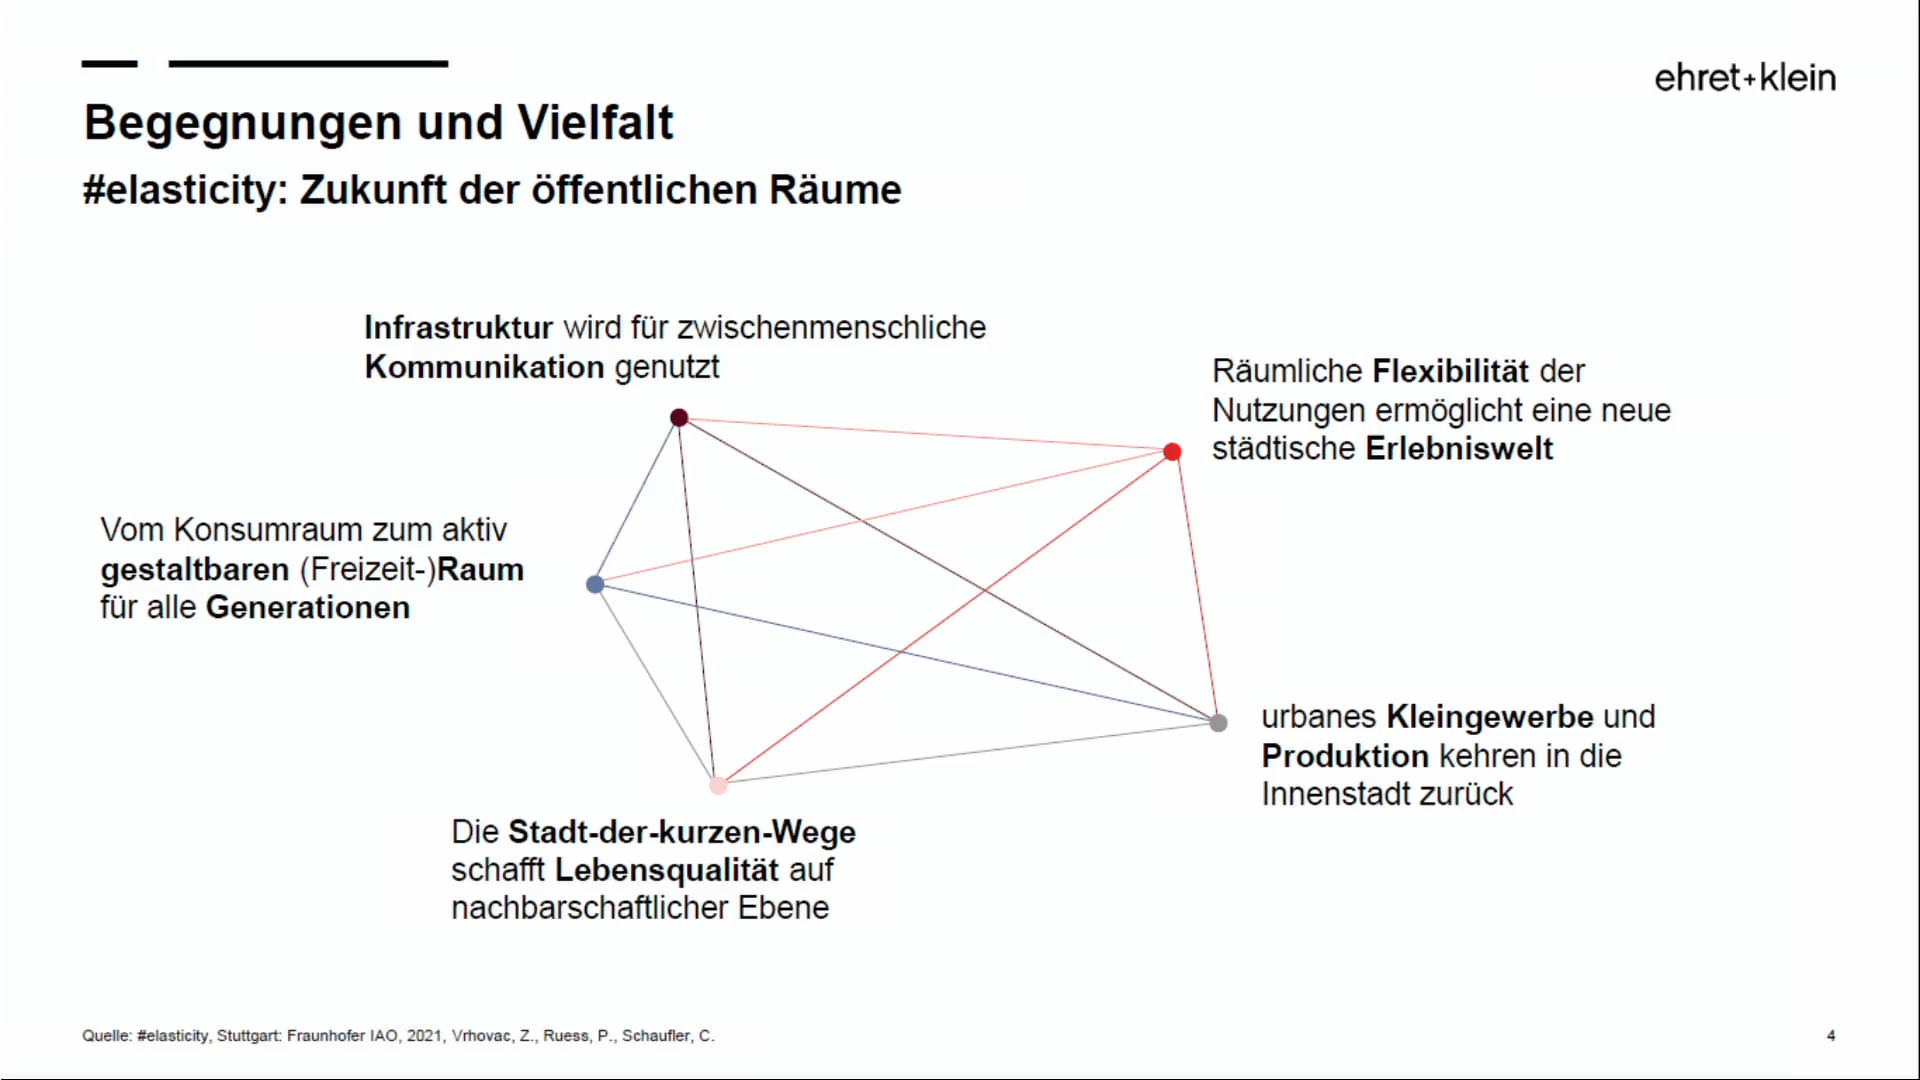 ehret+klein
Begegnungen und Vielfalt
#elasticity: Zukunft der öffentlichen Räume
Infrastruktur wird für zwischenmenschliche
Kommunikation genutzt
Räumliche Flexibilität der
Nutzungen ermöglicht eine neue
städtische Erlebniswelt
Vom Konsumraum zum aktiv
gestaltbaren (Freizeit-)Raum
für alle Generationen
urbanes Kleingewerbe und
Produktion kehren in die
Innenstadt zurück
Die Stadt-der-kurzen-Wege
schafft Lebensqualität auf
nachbarschaftlicher Ebene
Quelle: #elasticity, Stuttgart: Fraunhofer IAO, 2021, Vrhovac, Z., Ruess, P., Schaufler, C.
4